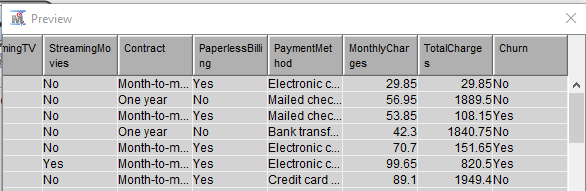 Preview
mingTV StreamingMovies Contract PaperlessBilling PaymentMethod MonthlyCharges TotalCharges Churn
No Month-to-m... Yes Electronic c... 29.85 29.85 No
No One year No Mailed chec... 56.95 1889.5 No
No Month-to-m... Yes Mailed chec... 53.85 108.15 Yes
No One year No Bank transf... 42.3 1840.75 No
No Month-to-m... Yes Electronic c... 70.7 151.65 Yes
Yes Month-to-m... Yes Electronic c... 99.65 820.5 Yes
No Month-to-m... Yes Credit card ... 89.1 1949.4 No